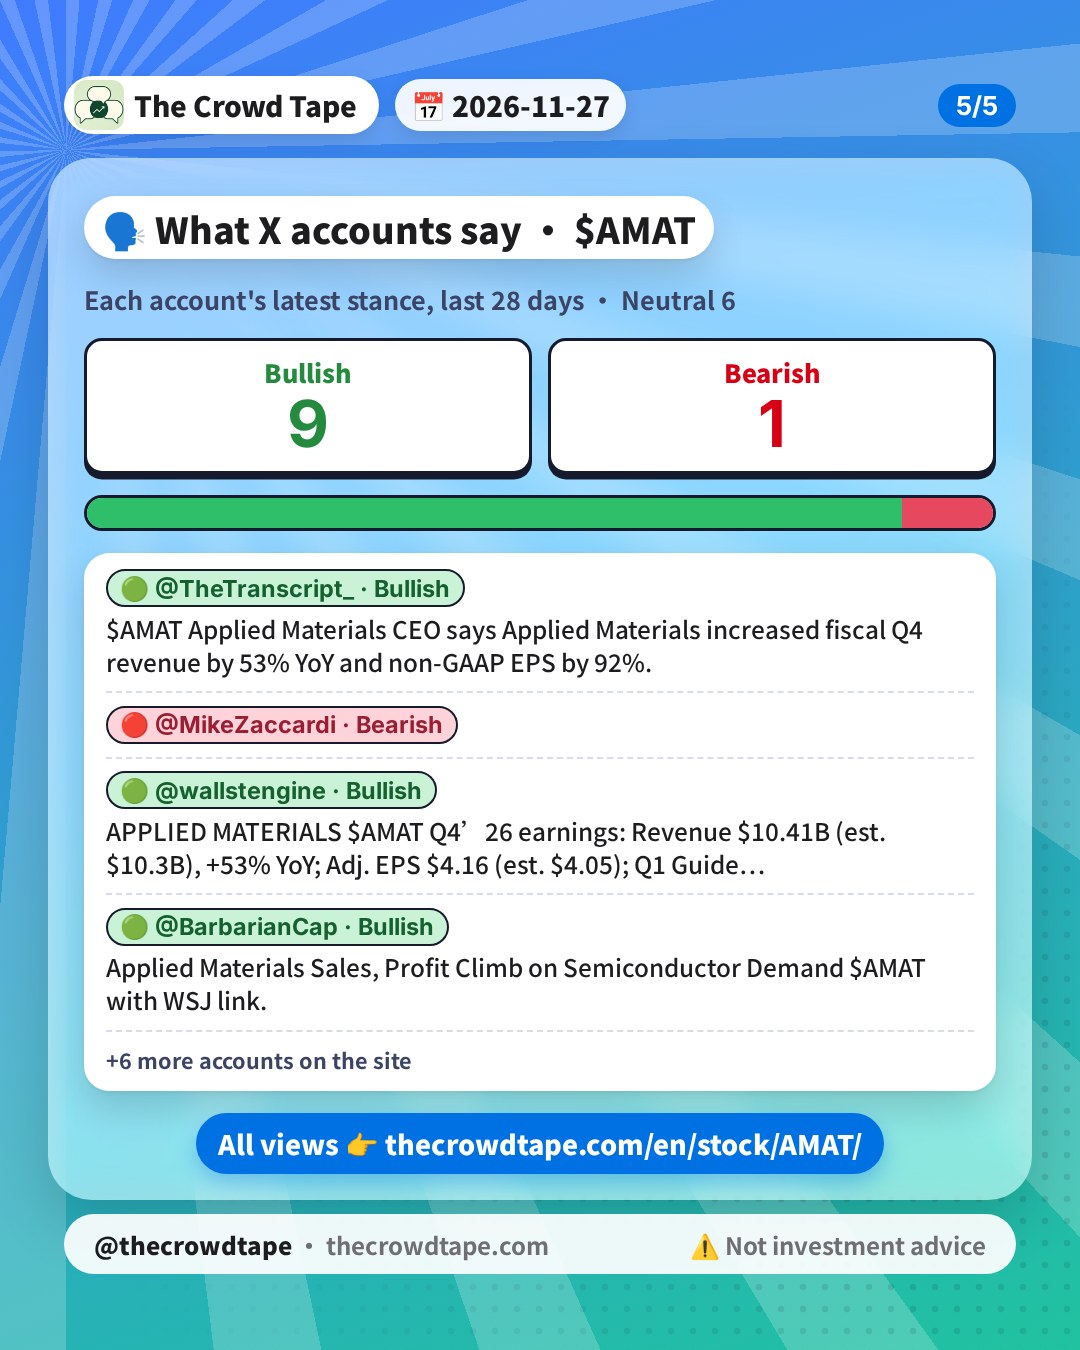 The Crowd Tape
📅 2026-11-27
5/5
🗣️ What X accounts say ・ $AMAT
Each account's latest stance, last 28 days ・ Neutral 6
Bullish
9
Bearish
1
🟢 @TheTranscript_ · Bullish
$AMAT Applied Materials CEO says Applied Materials increased fiscal Q4
revenue by 53% YoY and non-GAAP EPS by 92%.
🔴 @MikeZaccardi · Bearish
🟢 @wallstengine · Bullish
APPLIED MATERIALS $AMAT Q4’26 earnings: Revenue $10.41B (est.
$10.3B), +53% YoY; Adj. EPS $4.16 (est. $4.05); Q1 Guide…
🟢 @BarbarianCap · Bullish
Applied Materials Sales, Profit Climb on Semiconductor Demand $AMAT
with WSJ link.
+6 more accounts on the site
All views 👉 thecrowdtape.com/en/stock/AMAT/
@thecrowdtape ・ thecrowdtape.com
⚠️ Not investment advice